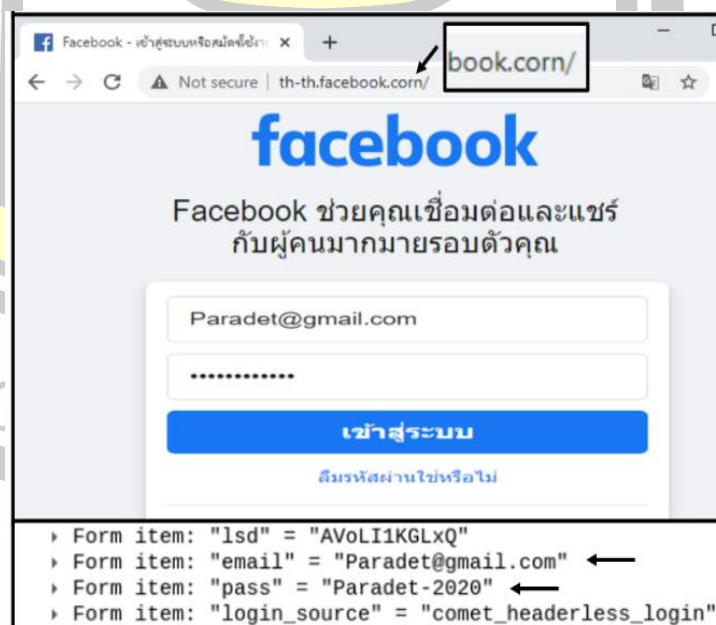 Facebook - เข้าสู่ระบบหรือสมัครใช้งาน
book.corn/
Not secure | th-th.facebook.corn/
facebook
Facebook ช่วยคุณเชื่อมต่อและแชร์
กับผู้คนมากมายรอบตัวคุณ
Paradet@gmail.com
••••••••••••
เข้าสู่ระบบ
ลืมรหัสผ่านใช่หรือไม่
Form item: "lsd" = "AVoLI1KGLxQ"
Form item: "email" = "Paradet@gmail.com"
Form item: "pass" = "Paradet-2020"
Form item: "login_source" = "comet_headerless_login"